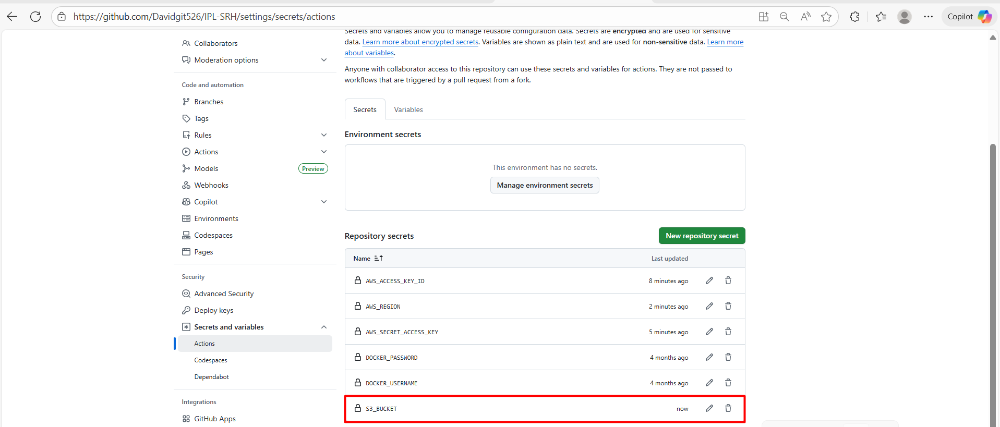 https://github.com/Davidgit526/IPL-SRH/settings/secrets/actions
Copilot
Collaborators
Moderation options
Code and automation
Branches
Tags
Rules
Actions
Models
Preview
Webhooks
Copilot
Environments
Codespaces
Pages
Security
Advanced Security
Deploy keys
Secrets and variables
Actions
Codespaces
Dependabot
Integrations
GitHub Apps
Secrets and variables allow you to manage reusable configuration data. Secrets are encrypted and are used for sensitive
data. Learn more about encrypted secrets. Variables are shown as plain text and are used for non-sensitive data. Learn more
about variables.
Anyone with collaborator access to this repository can use these secrets and variables for actions. They are not passed to
workflows that are triggered by a pull request from a fork.
Secrets Variables
Environment secrets
This environment has no secrets.
Manage environment secrets
Repository secrets
New repository secret
Name Last updated
AWS_ACCESS_KEY_ID 8 minutes ago
AWS_REGION 2 minutes ago
AWS_SECRET_ACCESS_KEY 5 minutes ago
DOCKER_PASSWORD 4 months ago
DOCKER_USERNAME 4 months ago
S3_BUCKET now